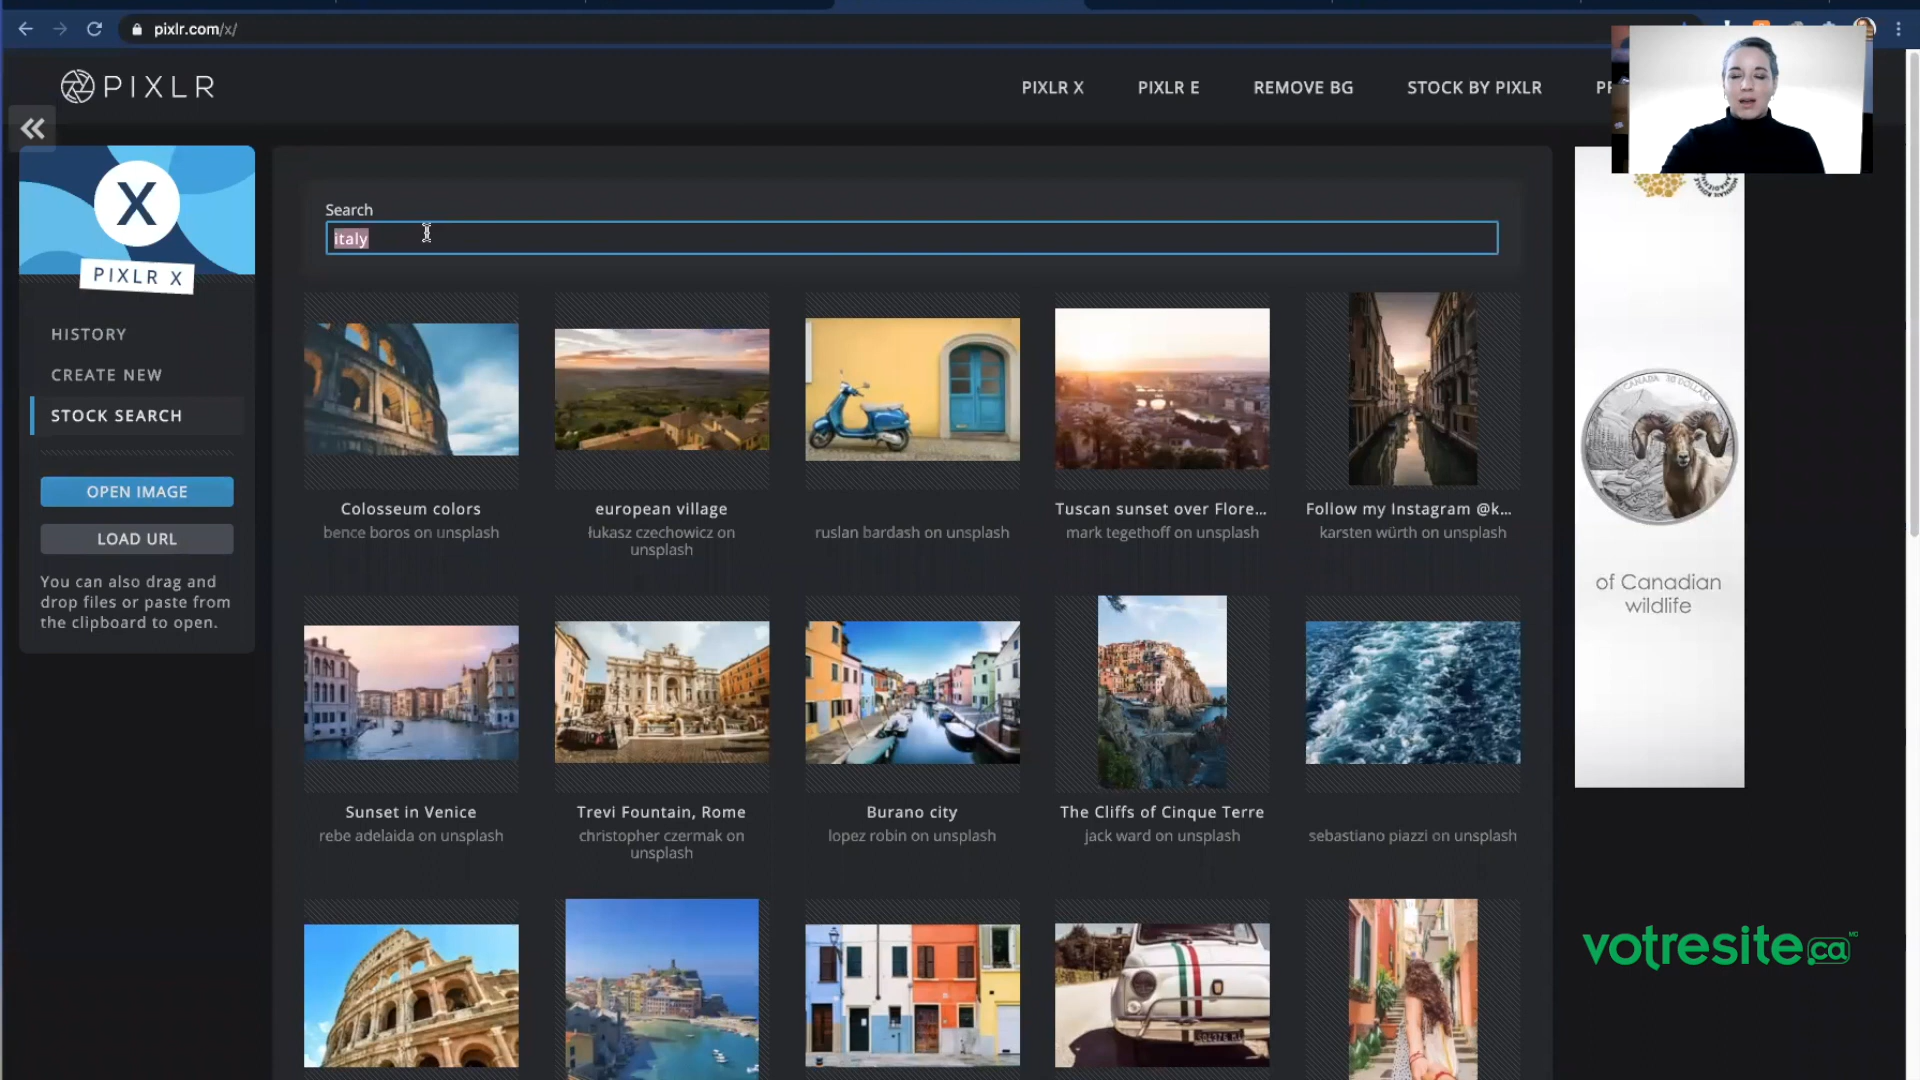 pixlr.com/x/
PIXLR
PIXLR X
PIXLR E
REMOVE BG
STOCK BY PIXLR
X
PIXLR X
HISTORY
CREATE NEW
STOCK SEARCH
OPEN IMAGE
LOAD URL
You can also drag and
drop files or paste from
the clipboard to open.
Search
italy
Colosseum colors
bence boros on unsplash
european village
łukasz czechowicz on
unsplash
ruslan bardash on unsplash
Tuscan sunset over Flore...
mark tegethoff on unsplash
Follow my Instagram @k...
karsten würth on unsplash
Sunset in Venice
rebe adelaida on unsplash
Trevi Fountain, Rome
christopher czermak on
unsplash
Burano city
lopez robin on unsplash
The Cliffs of Cinque Terre
jack ward on unsplash
sebastiano piazzi on unsplash
CANADA 20 DOLLARS
of Canadian
wildlife
votresite.ca MC